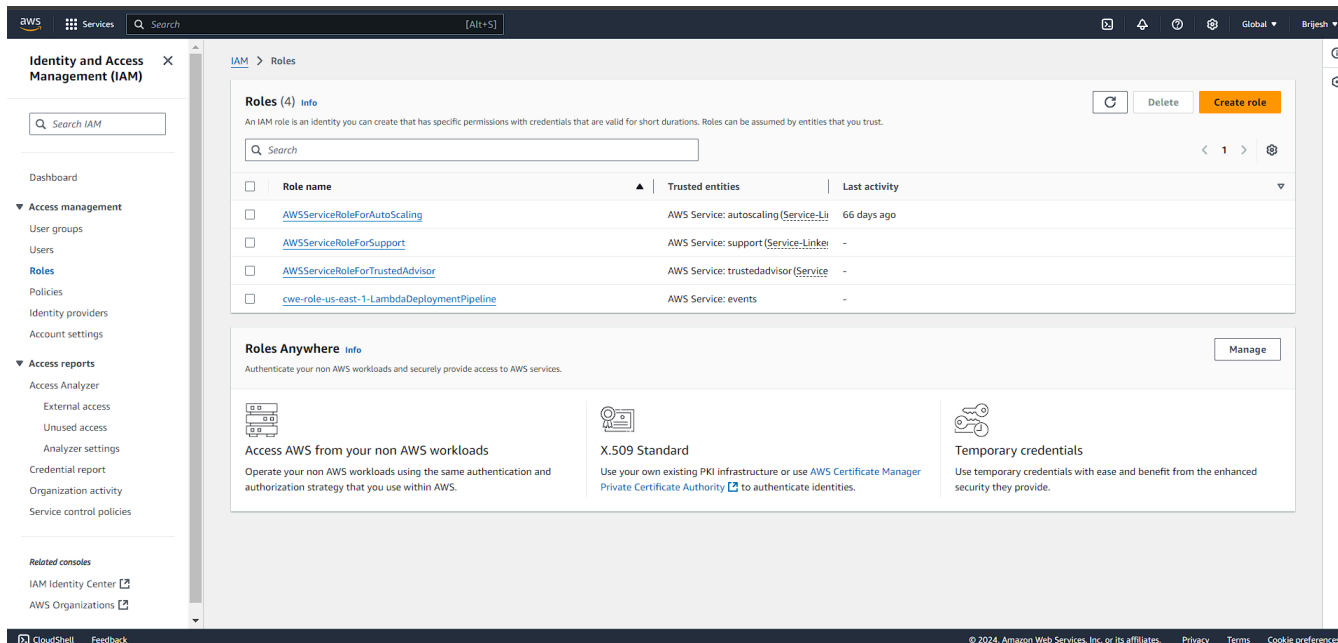 aws Services Search [Alt+S] Global Brijesh
Identity and Access
Management (IAM)
Search IAM
Dashboard
Access management
User groups
Users
Roles
Policies
Identity providers
Account settings
Access reports
Access Analyzer
External access
Unused access
Analyzer settings
Credential report
Organization activity
Service control policies
Related consoles
IAM Identity Center
AWS Organizations
IAM > Roles
Roles (4) Info Delete Create role
An IAM role is an identity you can create that has specific permissions with credentials that are valid for short durations. Roles can be assumed by entities that you trust.
Search 1
Role name Trusted entities Last activity
AWSServiceRoleForAutoScaling AWS Service: autoscaling (Service-Li 66 days ago
AWSServiceRoleForSupport AWS Service: support (Service-Linke -
AWSServiceRoleForTrustedAdvisor AWS Service: trustedadvisor (Service -
cwe-role-us-east-1-LambdaDeploymentPipeline AWS Service: events -
Roles Anywhere Info Manage
Authenticate your non AWS workloads and securely provide access to AWS services.
Access AWS from your non AWS workloads
Operate your non AWS workloads using the same authentication and
authorization strategy that you use within AWS.
X.509 Standard
Use your own existing PKI infrastructure or use AWS Certificate Manager
Private Certificate Authority to authenticate identities.
Temporary credentials
Use temporary credentials with ease and benefit from the enhanced
security they provide.
CloudShell Feedback © 2024, Amazon Web Services, Inc. or its affiliates. Privacy Terms Cookie preferences